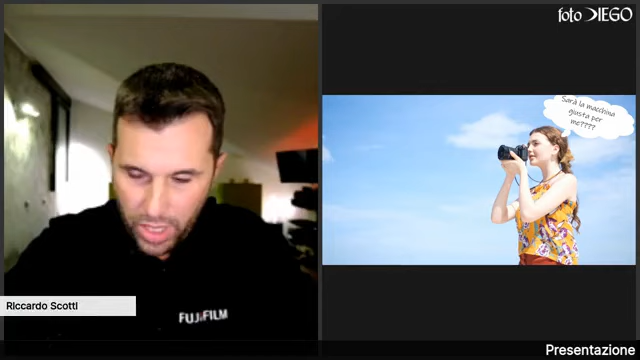 foto DIEGO
Sarà la macchina
giusta per
me????
Riccardo Scotti
FUJIFILM
Presentazione